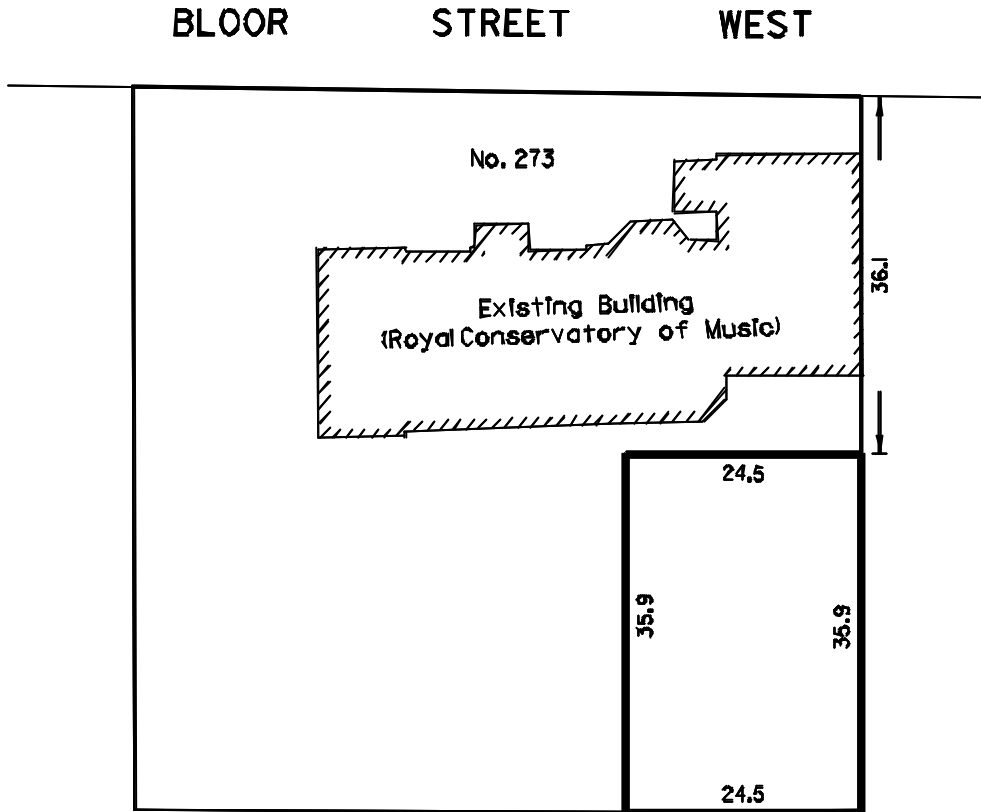 BLOOR STREET WEST
No. 273
36.1
Existing Building
(Royal Conservatory of Music)
24.5
35.9
35.9
24.5